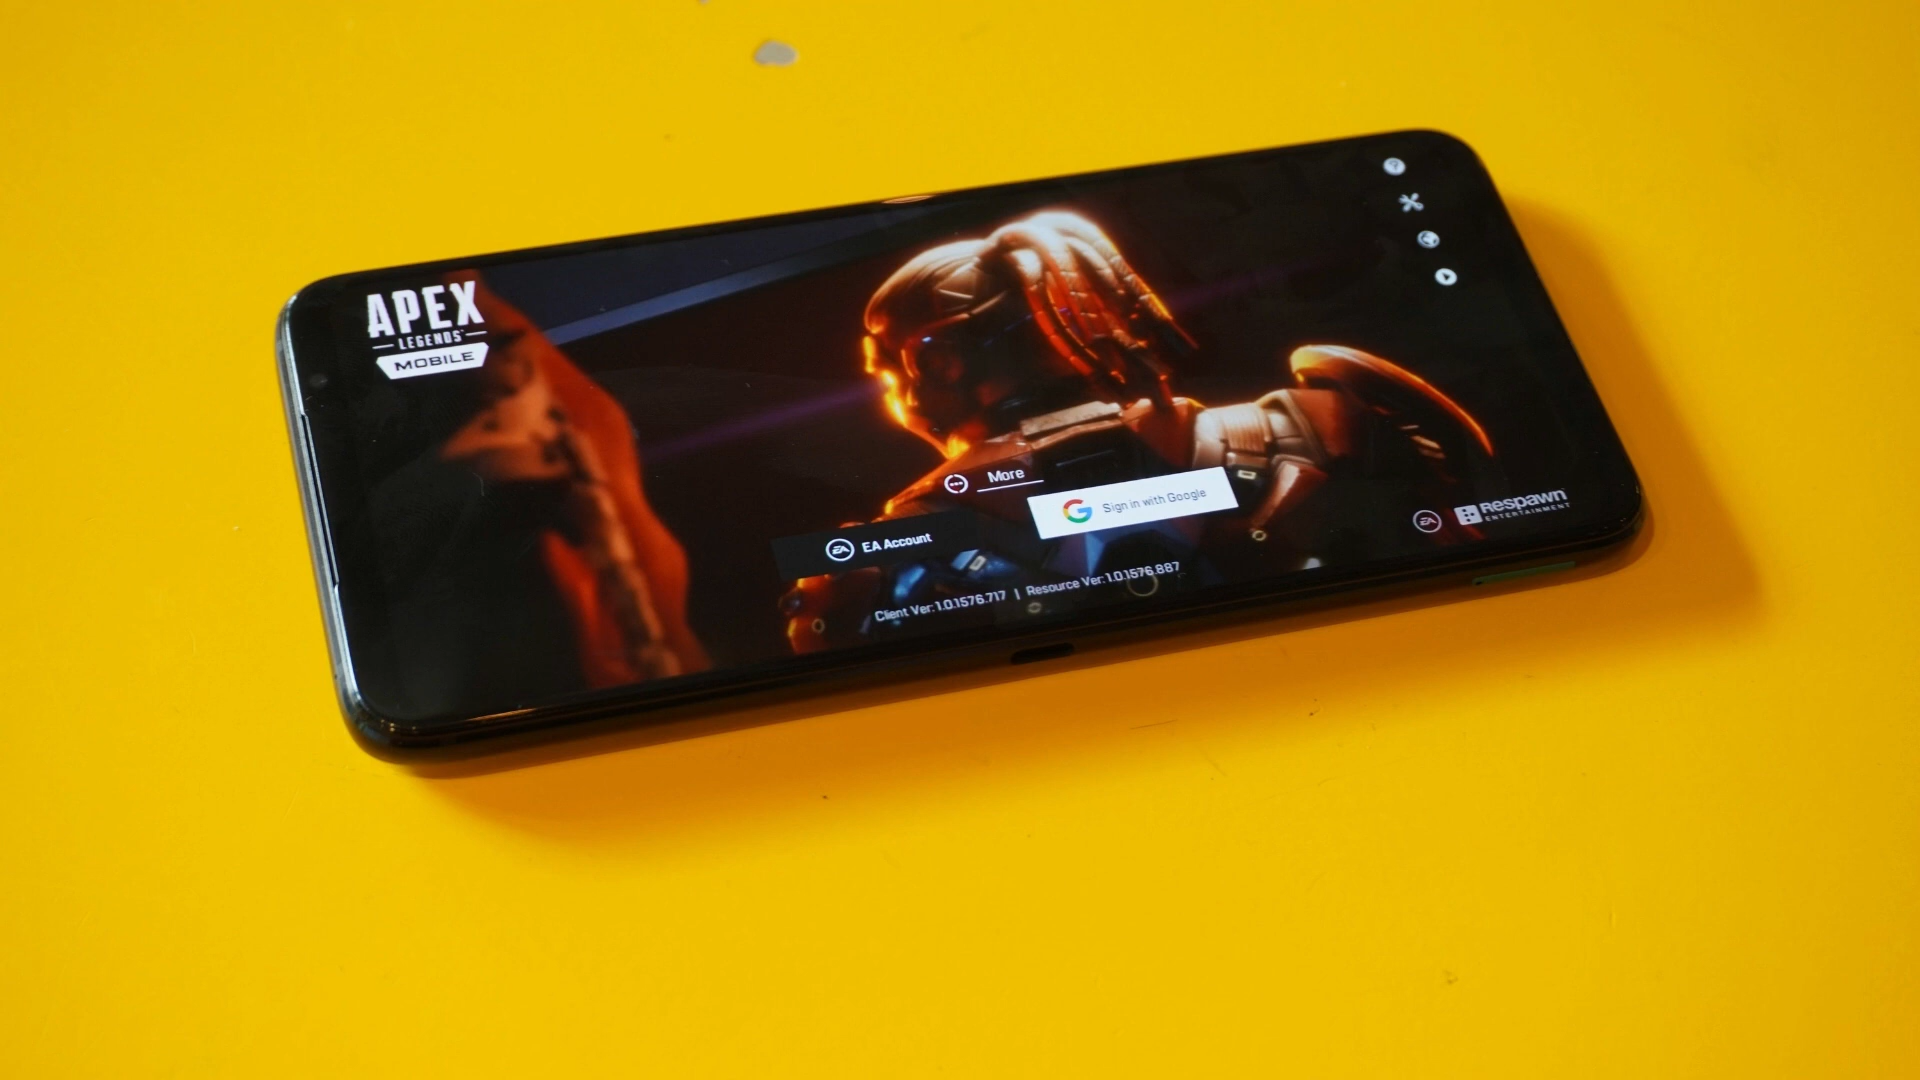 APEX
LEGENDS
MOBILE
More
Sign in with Google
EA Account
Client Ver: 1.0.1576.717 | Resource Ver: 1.0.1576.887
EA
Respawn
ENTERTAINMENT